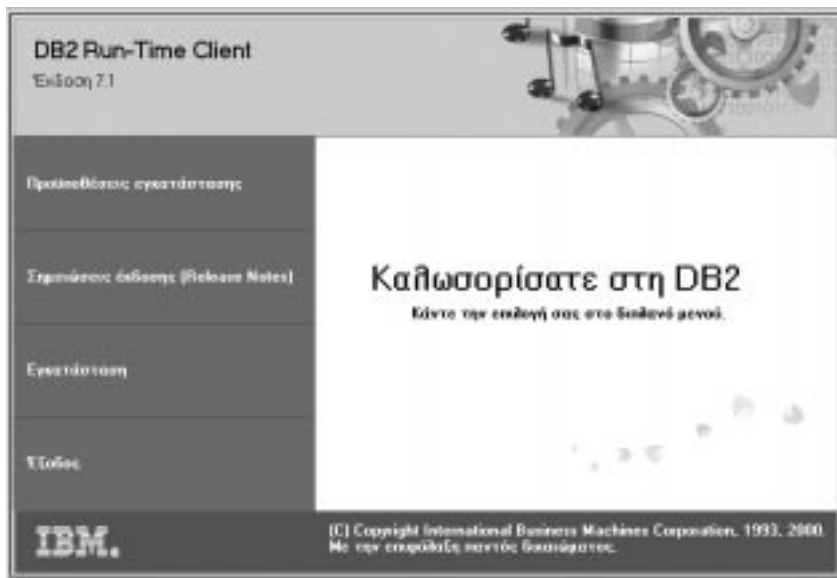 DB2 Run-Time Client
Έκδοση 7.1
Προϋποθέσεις εγκατάστασης
Σημειώσεις έκδοσης (Release Notes)
Εγκατάσταση
Έξοδος
Καλωσορίσατε στη DB2
Κάντε την επιλογή σας στο διπλανό μενού.
IBM.
(C) Copyright International Business Machines Corporation, 1993, 2000.
Με την επιφύλαξη παντός δικαιώματος.